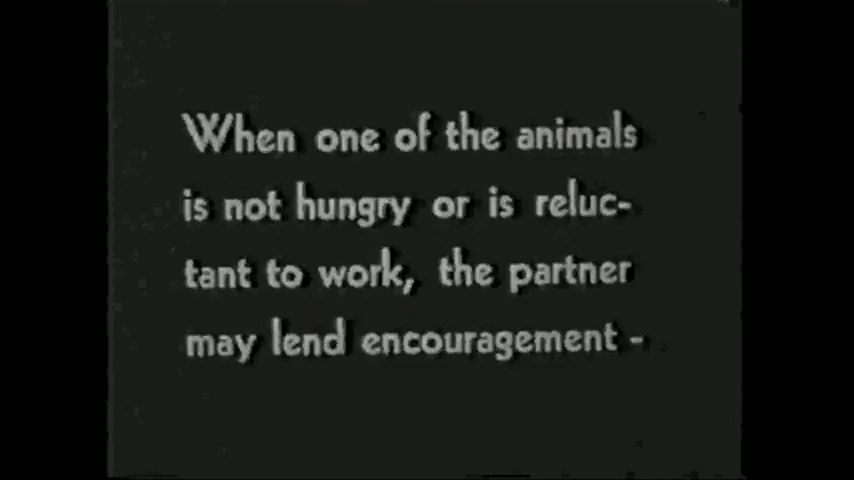 When one of the animals
is not hungry or is reluc-
tant to work, the partner
may lend encouragement -